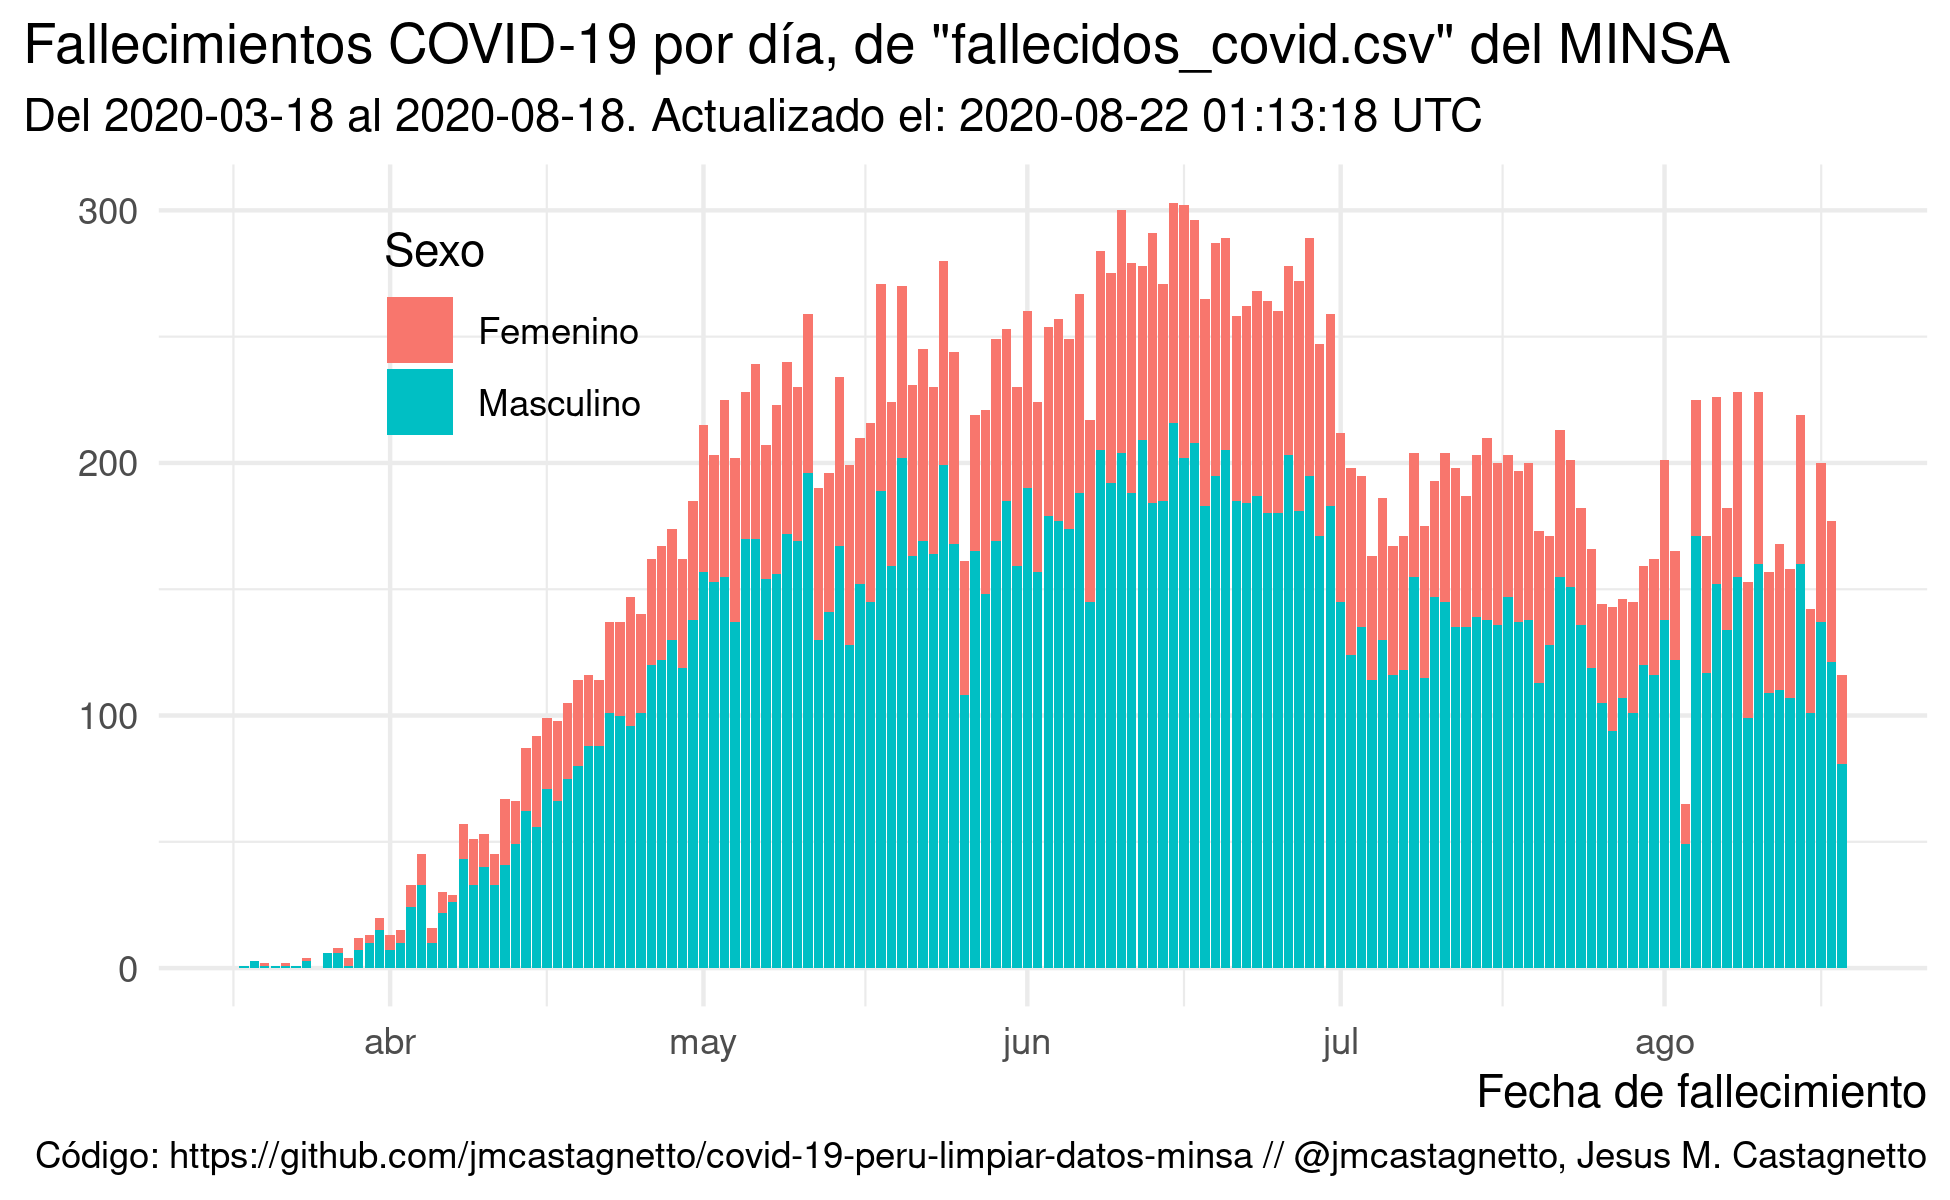 Fallecimientos COVID-19 por día, de "fallecidos_covid.csv" del MINSA
Del 2020-03-18 al 2020-08-18. Actualizado el: 2020-08-22 01:13:18 UTC
300
200
100
0
Sexo
Femenino
Masculino
abr may jun jul ago
Fecha de fallecimiento
Código: https://github.com/jmcastagnetto/covid-19-peru-limpiar-datos-minsa // @jmcastagnetto, Jesus M. Castagnetto